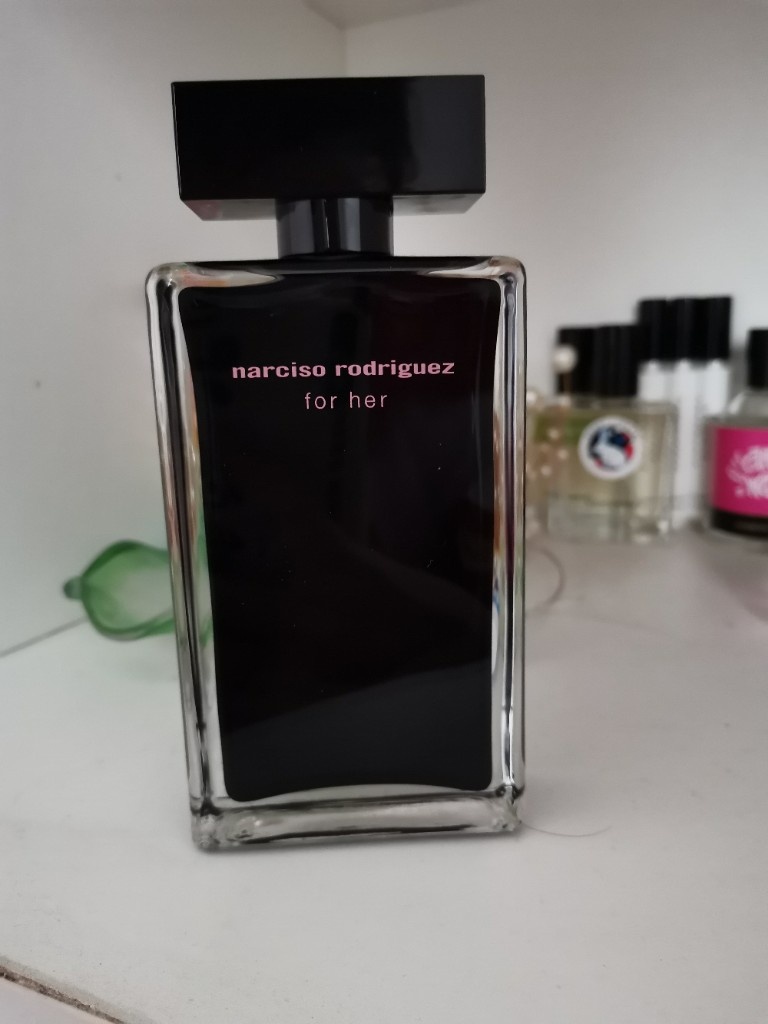 narciso rodriguez
for her